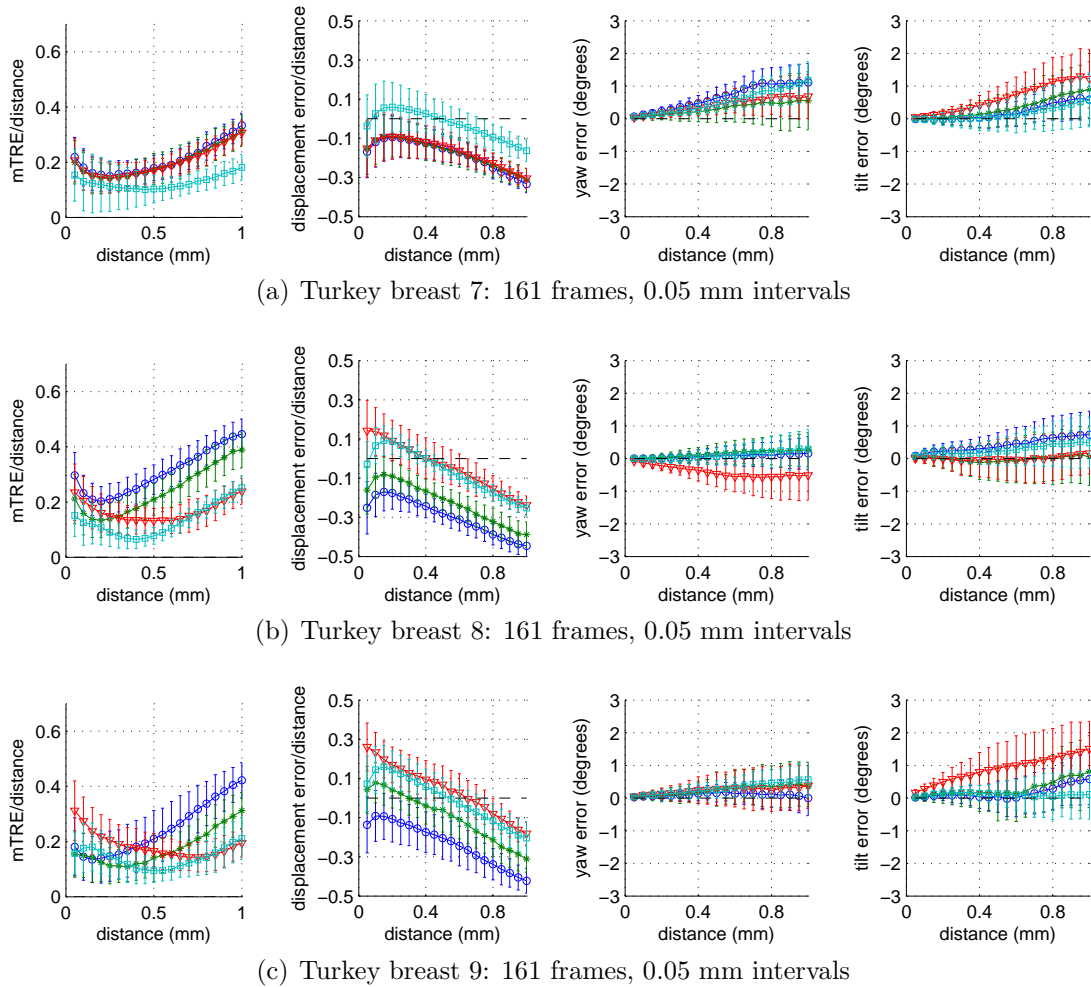 0.6
0.4
0.2
0
0 0.5 1
mTRE/distance
distance (mm)
0.5
0.3
0.1
−0.1
−0.3
−0.5
0 0.4 0.8
displacement error/distance
distance (mm)
3
2
1
0
−1
−2
−3
0 0.4 0.8
yaw error (degrees)
distance (mm)
3
2
1
0
−1
−2
−3
0 0.4 0.8
tilt error (degrees)
distance (mm)
(a) Turkey breast 7: 161 frames, 0.05 mm intervals
0.6
0.4
0.2
0
0 0.5 1
mTRE/distance
distance (mm)
0.5
0.3
0.1
−0.1
−0.3
−0.5
0 0.4 0.8
displacement error/distance
distance (mm)
3
2
1
0
−1
−2
−3
0 0.4 0.8
yaw error (degrees)
distance (mm)
3
2
1
0
−1
−2
−3
0 0.4 0.8
tilt error (degrees)
distance (mm)
(b) Turkey breast 8: 161 frames, 0.05 mm intervals
0.6
0.4
0.2
0
0 0.5 1
mTRE/distance
distance (mm)
0.5
0.3
0.1
−0.1
−0.3
−0.5
0 0.4 0.8
displacement error/distance
distance (mm)
3
2
1
0
−1
−2
−3
0 0.4 0.8
yaw error (degrees)
distance (mm)
3
2
1
0
−1
−2
−3
0 0.4 0.8
tilt error (degrees)
distance (mm)
(c) Turkey breast 9: 161 frames, 0.05 mm intervals